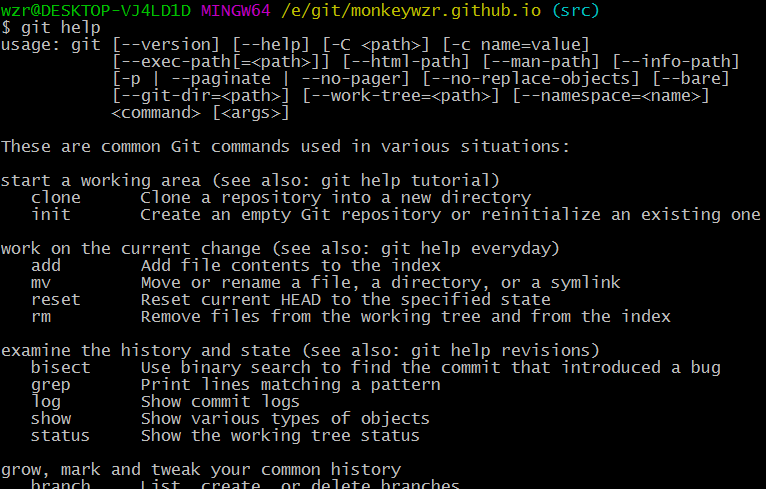 wzr@DESKTOP-VJ4LD1D MINGW64 /e/git/monkeywzr.github.io (src)
$ git help
usage: git [--version] [--help] [-C <path>] [-c name=value]
           [--exec-path[=<path>]] [--html-path] [--man-path] [--info-path]
           [-p | --paginate | --no-pager] [--no-replace-objects] [--bare]
           [--git-dir=<path>] [--work-tree=<path>] [--namespace=<name>]
           <command> [<args>]

These are common Git commands used in various situations:

start a working area (see also: git help tutorial)
   clone      Clone a repository into a new directory
   init       Create an empty Git repository or reinitialize an existing one

work on the current change (see also: git help everyday)
   add        Add file contents to the index
   mv         Move or rename a file, a directory, or a symlink
   reset      Reset current HEAD to the specified state
   rm         Remove files from the working tree and from the index

examine the history and state (see also: git help revisions)
   bisect     Use binary search to find the commit that introduced a bug
   grep       Print lines matching a pattern
   log        Show commit logs
   show       Show various types of objects
   status     Show the working tree status

grow, mark and tweak your common history
   branch     List, create, or delete branches